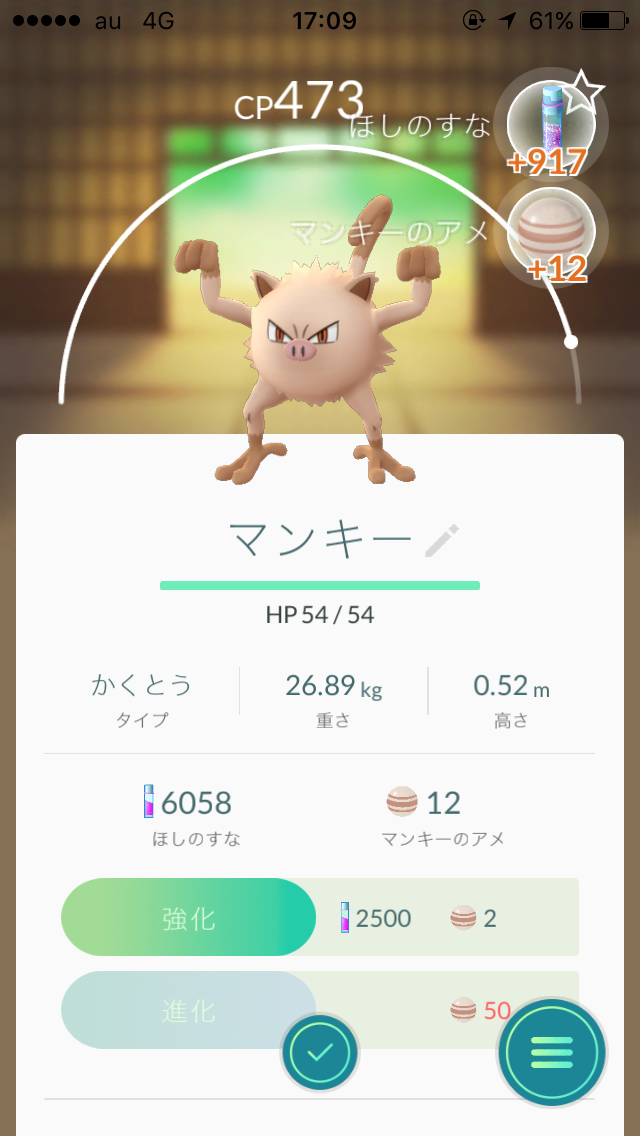 au 4G 17:09 61%
CP473
ほしのすな
+917
マンキーのアメ
+12
マンキー
HP 54 / 54
かくとう 26.89 kg 0.52 m
タイプ 重さ 高さ
6058 12
ほしのすな マンキーのアメ
強化 2500 2
進化 50